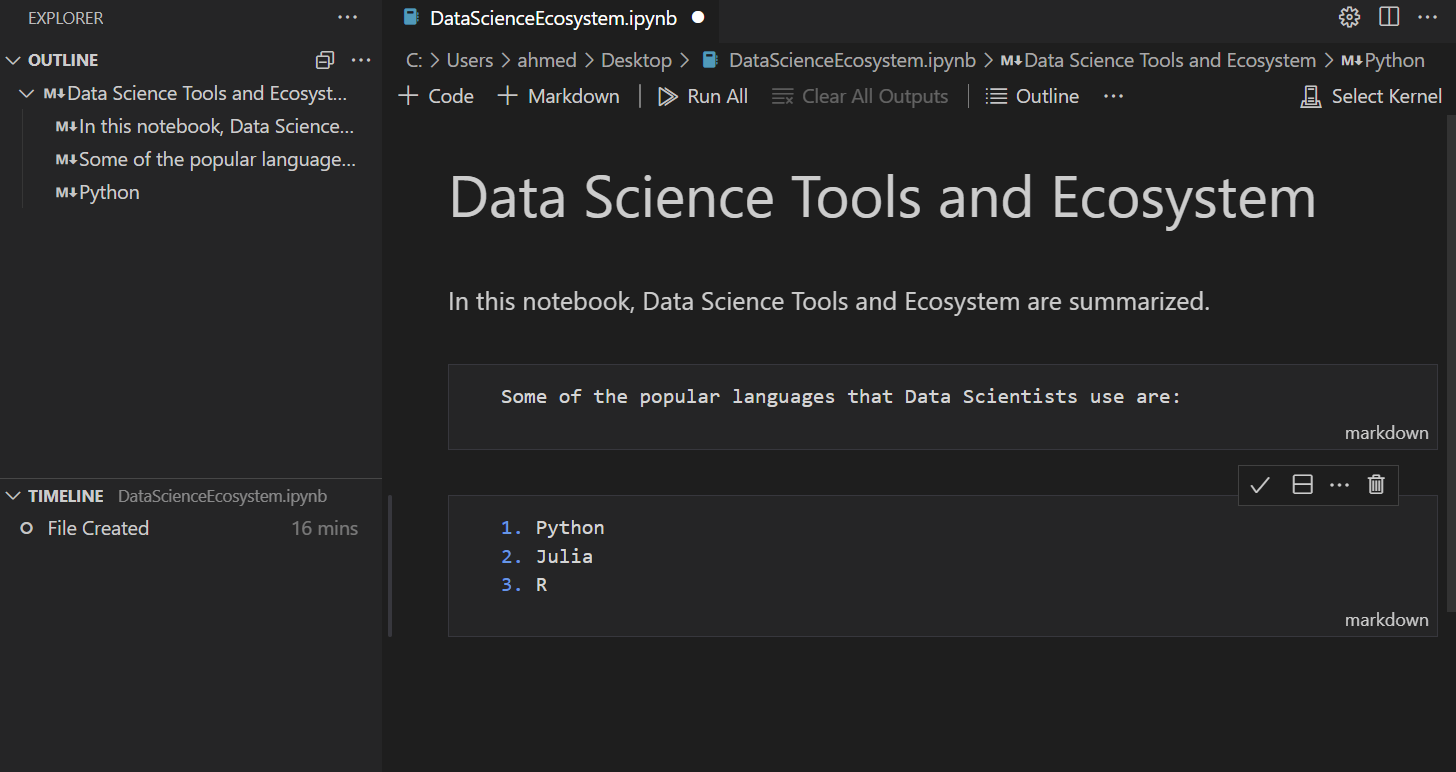 EXPLORER ...
OUTLINE ...
M↓Data Science Tools and Ecosyst...
M↓In this notebook, Data Science...
M↓Some of the popular language...
M↓Python
TIMELINE DataScienceEcosystem.ipynb
File Created 16 mins
DataScienceEcosystem.ipynb ...
C: > Users > ahmed > Desktop > DataScienceEcosystem.ipynb > M↓Data Science Tools and Ecosystem > M↓Python
+ Code + Markdown | Run All Clear All Outputs | Outline ... Select Kernel
Data Science Tools and Ecosystem
In this notebook, Data Science Tools and Ecosystem are summarized.
Some of the popular languages that Data Scientists use are:
markdown
1. Python
2. Julia
3. R
markdown